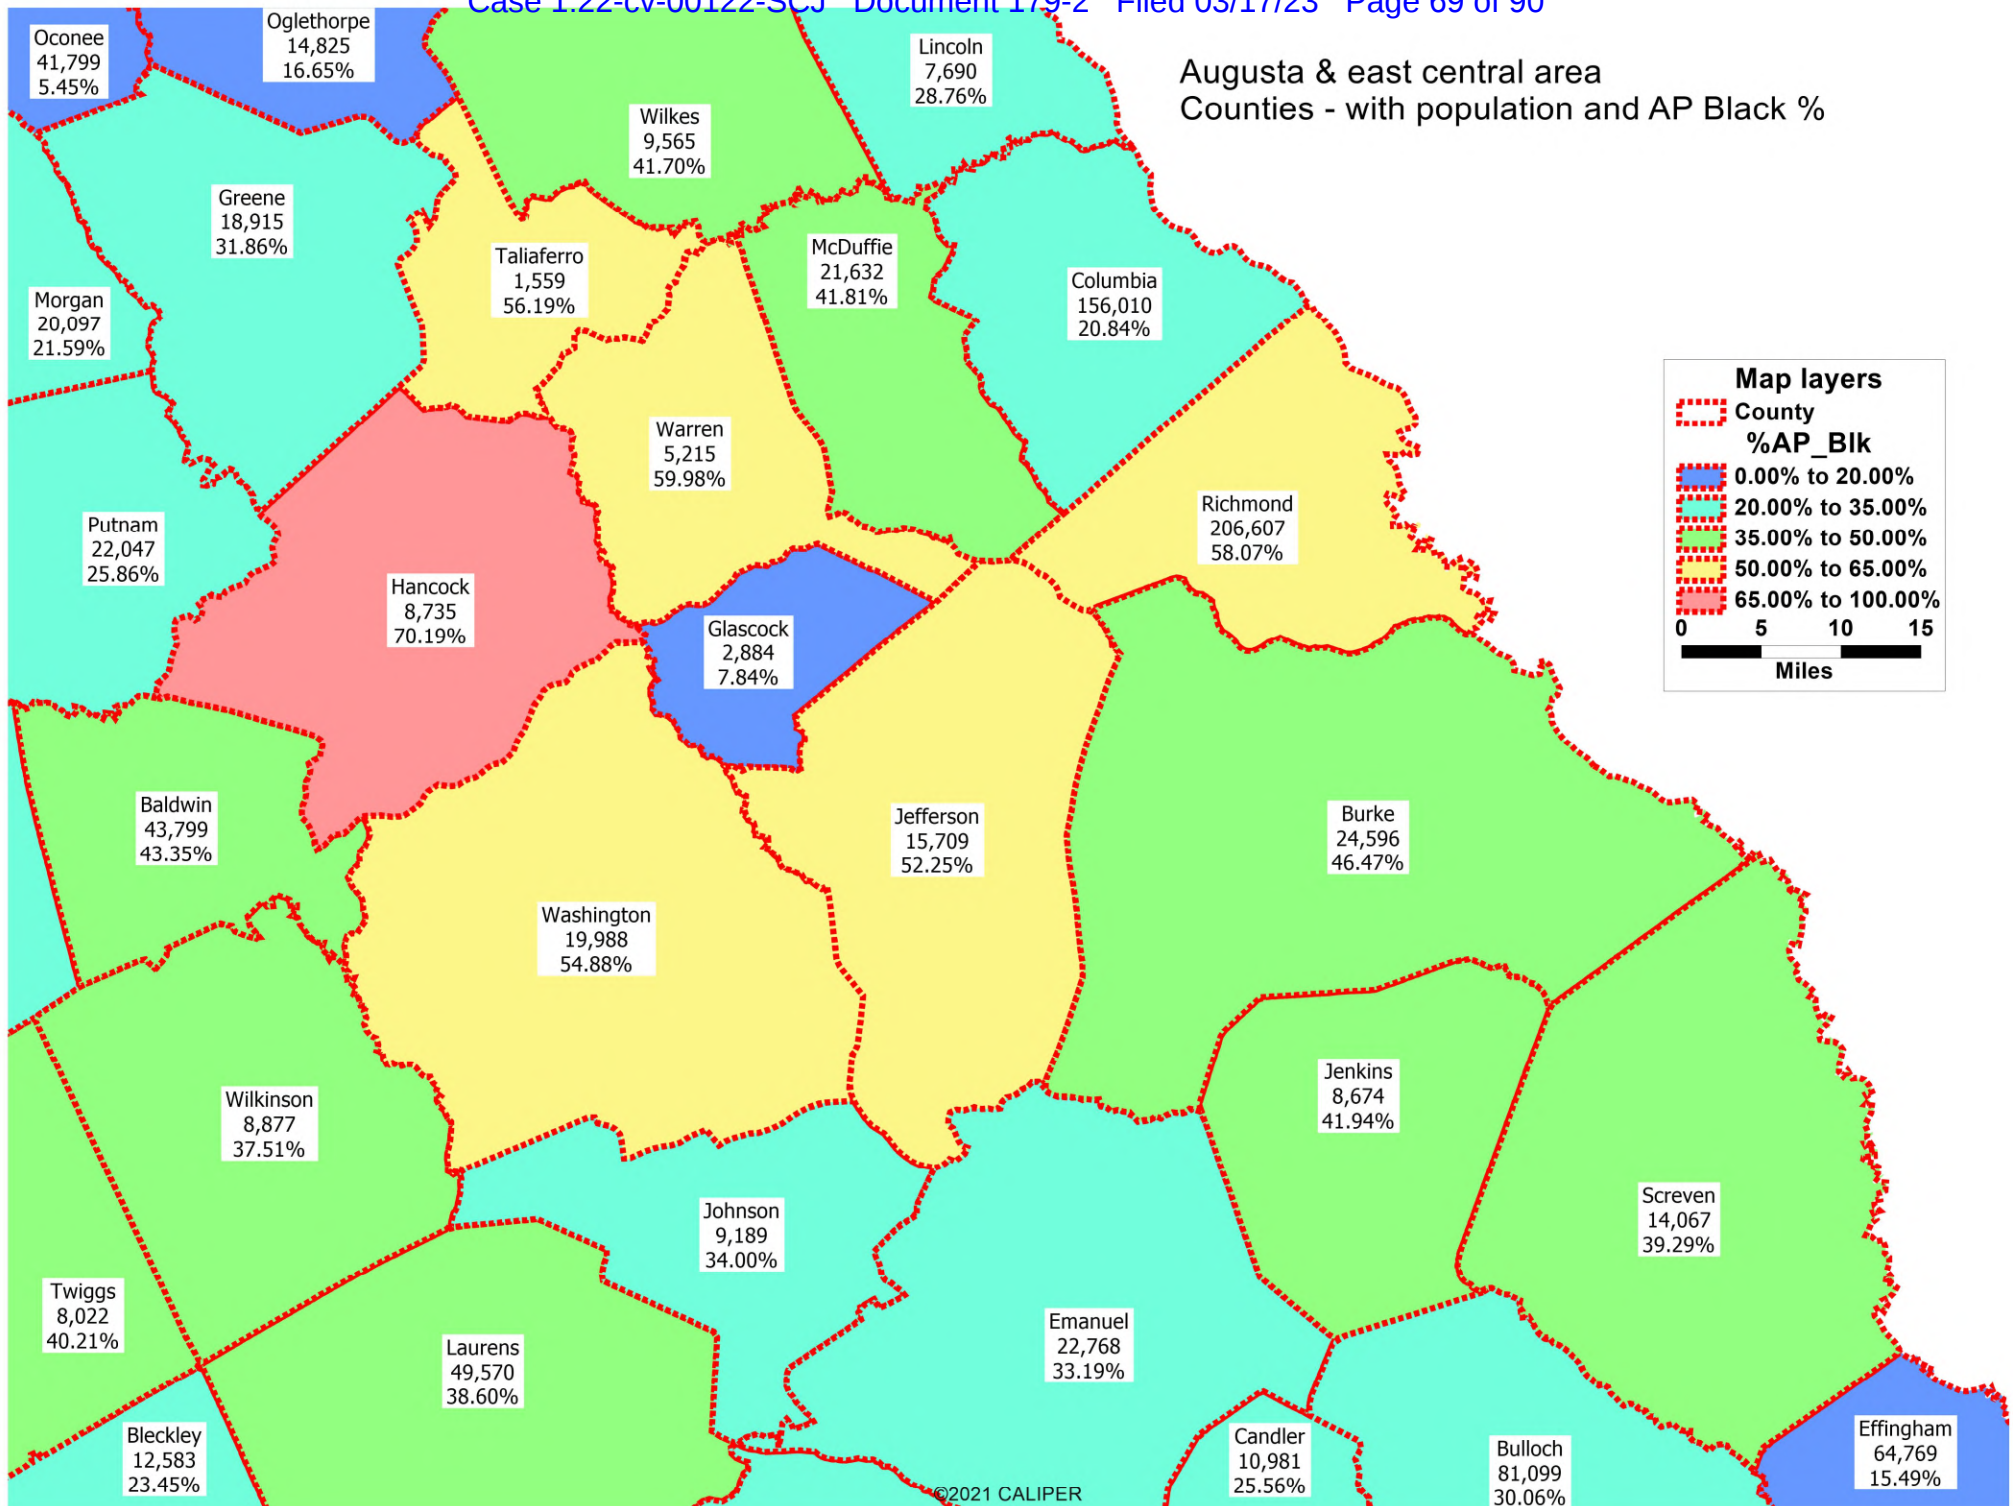 Case 1:22-cv-00122-SCJ Document 179-2 Filed 03/17/23 Page 69 of 90
Augusta & east central area
Counties - with population and AP Black %
Oconee
41,799
5.45%
Oglethorpe
14,825
16.65%
Lincoln
7,690
28.76%
Wilkes
9,565
41.70%
Greene
18,915
31.86%
Taliaferro
1,559
56.19%
McDuffie
21,632
41.81%
Columbia
156,010
20.84%
Morgan
20,097
21.59%
Warren
5,215
59.98%
Richmond
206,607
58.07%
Map layers
County
%AP_Blk
0.00% to 20.00%
20.00% to 35.00%
35.00% to 50.00%
50.00% to 65.00%
65.00% to 100.00%
0 5 10 15
Miles
Putnam
22,047
25.86%
Hancock
8,735
70.19%
Glascock
2,884
7.84%
Baldwin
43,799
43.35%
Jefferson
15,709
52.25%
Burke
24,596
46.47%
Washington
19,988
54.88%
Wilkinson
8,877
37.51%
Jenkins
8,674
41.94%
Johnson
9,189
34.00%
Screven
14,067
39.29%
Twiggs
8,022
40.21%
Laurens
49,570
38.60%
Emanuel
22,768
33.19%
Bleckley
12,583
23.45%
Candler
10,981
25.56%
Bulloch
81,099
30.06%
Effingham
64,769
15.49%
©2021 CALIPER